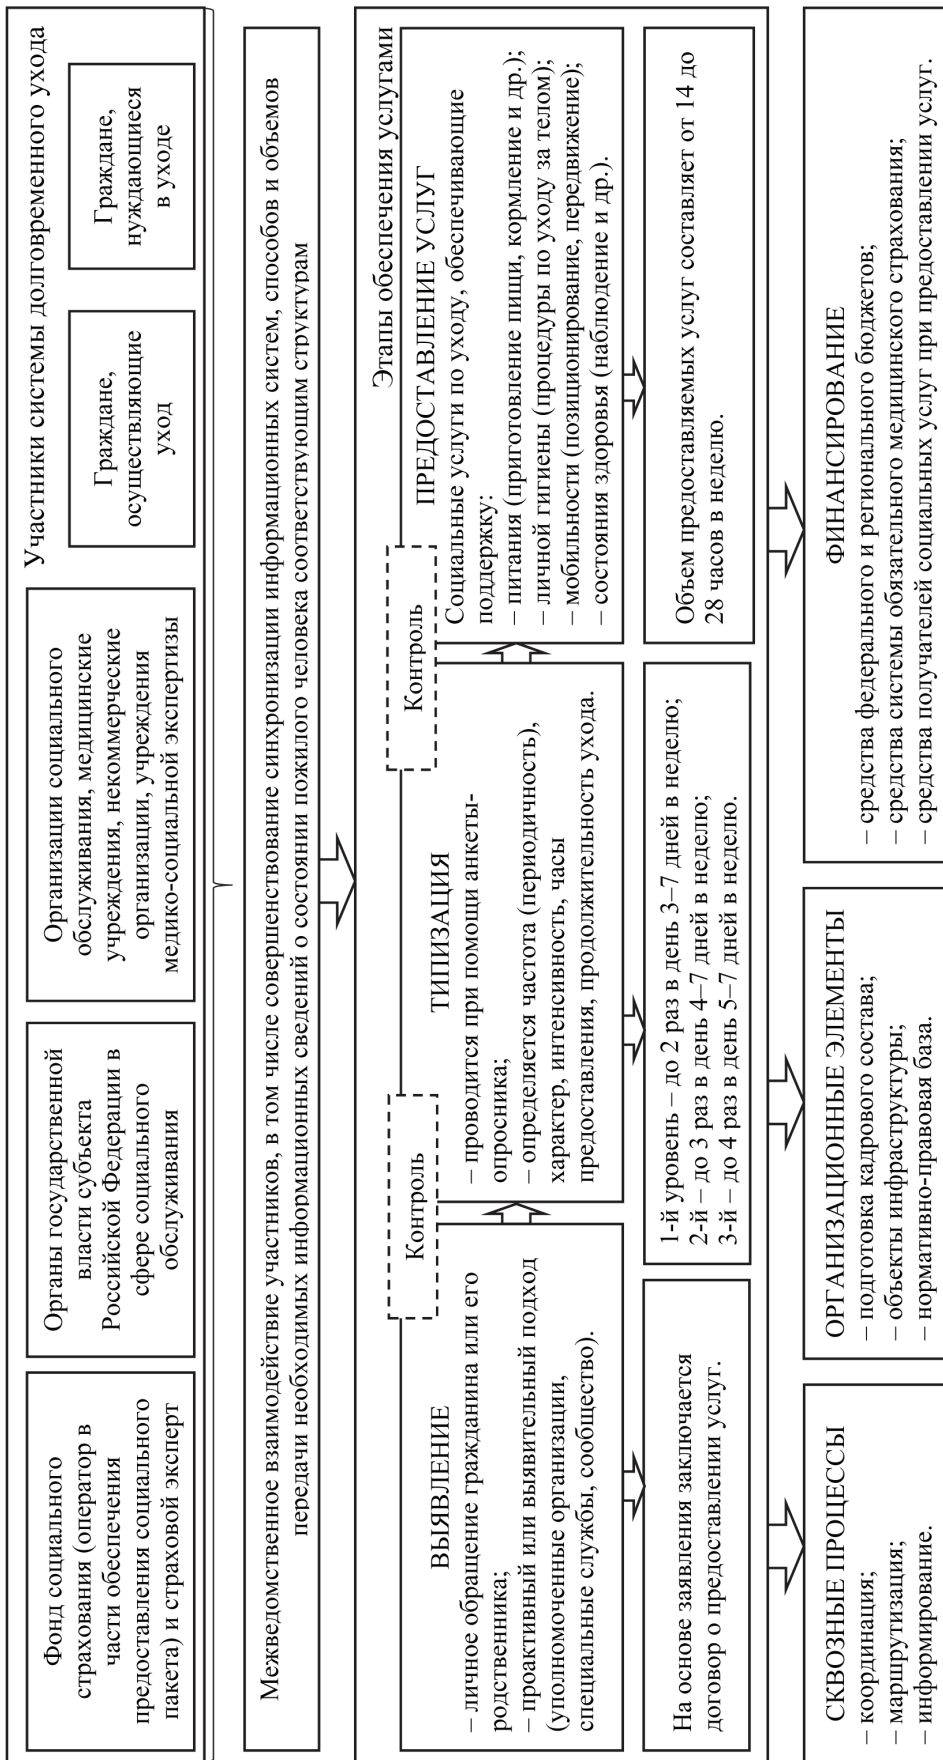 Участники системы долговременного ухода
Фонд социального
страхования (оператор в
части обеспечения
предоставления социального
пакета) и страховой эксперт
Органы государственной
власти субъекта
Российской Федерации в
сфере социального
обслуживания
Организации социального
обслуживания, медицинские
учреждения, некоммерческие
организации, учреждения
медико-социальной экспертизы
Граждане,
осуществляющие
уход
Граждане,
нуждающиеся
в уходе
Межведомственное взаимодействие участников, в том числе совершенствование синхронизации информационных систем, способов и объемов
передачи необходимых информационных сведений о состоянии пожилого человека соответствующим структурам
Этапы обеспечения услугами
ВЫЯВЛЕНИЕ
– личное обращение гражданина или его
родственника;
– проактивный или выявительный подход
(уполномоченные организации,
специальные службы, сообщество).
Контроль
ТИПИЗАЦИЯ
– проводится при помощи анкеты-
опросника;
– определяется частота (периодичность),
характер, интенсивность, часы
предоставления, продолжительность ухода.
Контроль
ПРЕДОСТАВЛЕНИЕ УСЛУГ
Социальные услуги по уходу, обеспечивающие
поддержку:
– питания (приготовление пищи, кормление и др.);
– личной гигиены (процедуры по уходу за телом);
– мобильности (позиционирование, передвижение);
– состояния здоровья (наблюдение и др.).
На основе заявления заключается
договор о предоставлении услуг.
1-й уровень – до 2 раз в день 3–7 дней в неделю;
2-й – до 3 раз в день 4–7 дней в неделю;
3-й – до 4 раз в день 5–7 дней в неделю.
Объем предоставляемых услуг составляет от 14 до
28 часов в неделю.
СКВОЗНЫЕ ПРОЦЕССЫ
– координация;
– маршрутизация;
– информирование.
ОРГАНИЗАЦИОННЫЕ ЭЛЕМЕНТЫ
– подготовка кадрового состава;
– объекты инфраструктуры;
– нормативно-правовая база.
ФИНАНСИРОВАНИЕ
– средства федерального и регионального бюджетов;
– средства системы обязательного медицинского страхования;
– средства получателей социальных услуг при предоставлении услуг.